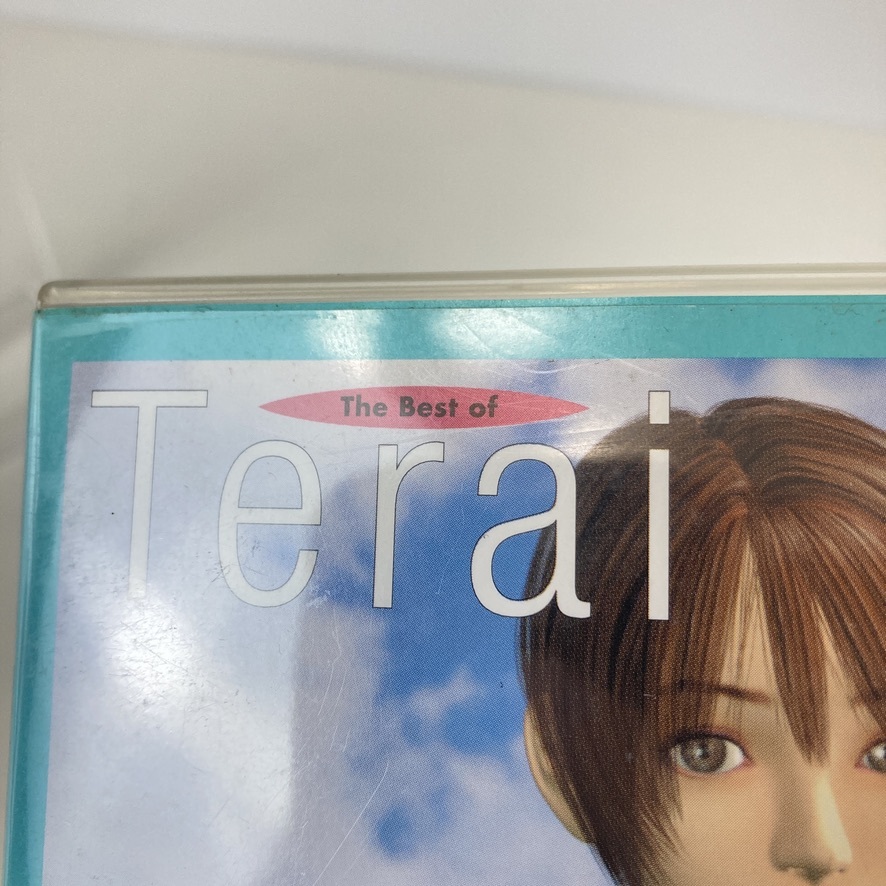 The Best of
Terai